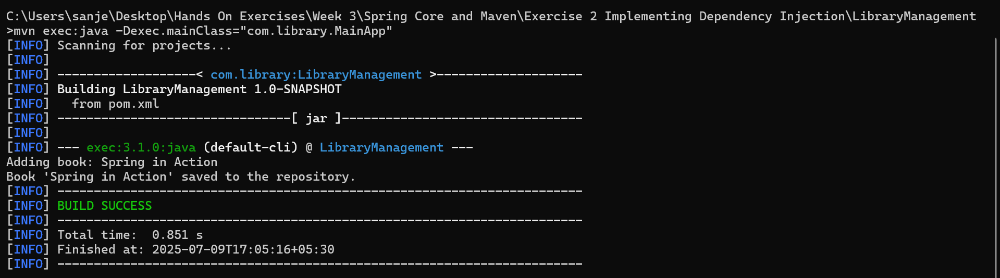 C:\Users\sanje\Desktop\Hands On Exercises\Week 3\Spring Core and Maven\Exercise 2 Implementing Dependency Injection\LibraryManagement
>mvn exec:java -Dexec.mainClass="com.library.MainApp"
[INFO] Scanning for projects...
[INFO]
[INFO] -------------------< com.library:LibraryManagement >--------------------
[INFO] Building LibraryManagement 1.0-SNAPSHOT
[INFO]   from pom.xml
[INFO] --------------------------------[ jar ]---------------------------------
[INFO]
[INFO] --- exec:3.1.0:java (default-cli) @ LibraryManagement ---
Adding book: Spring in Action
Book 'Spring in Action' saved to the repository.
[INFO] ------------------------------------------------------------------------
[INFO] BUILD SUCCESS
[INFO] ------------------------------------------------------------------------
[INFO] Total time:  0.851 s
[INFO] Finished at: 2025-07-09T17:05:16+05:30
[INFO] ------------------------------------------------------------------------